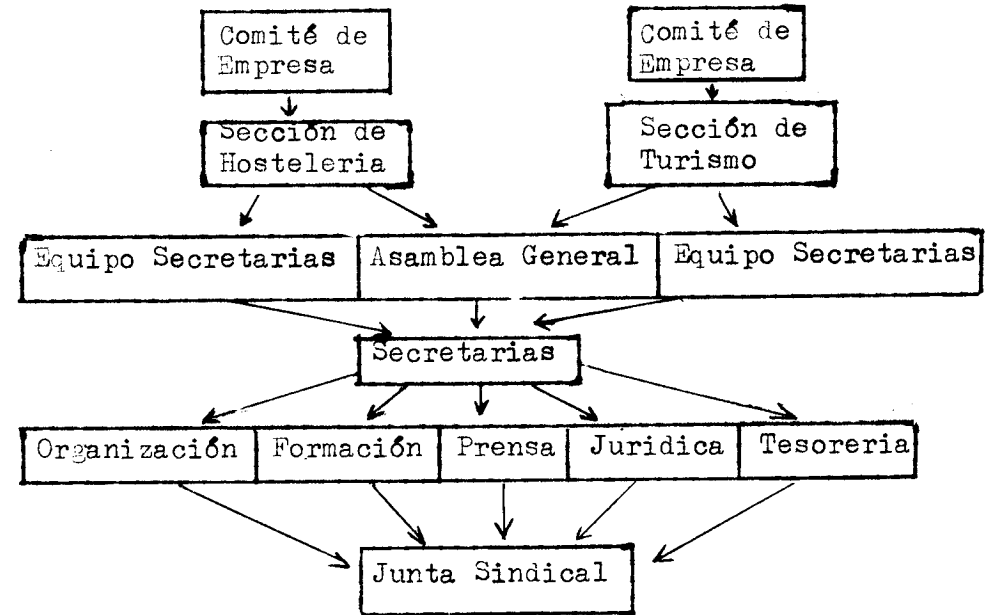 Comité de
Empresa
Comité de
Empresa
Sección de
Hosteleria
Sección de
Turismo
Equipo Secretarias
Asamblea General
Equipo Secretarias
Secretarias
Organización
Formación
Prensa
Juridica
Tesoreria
Junta Sindical